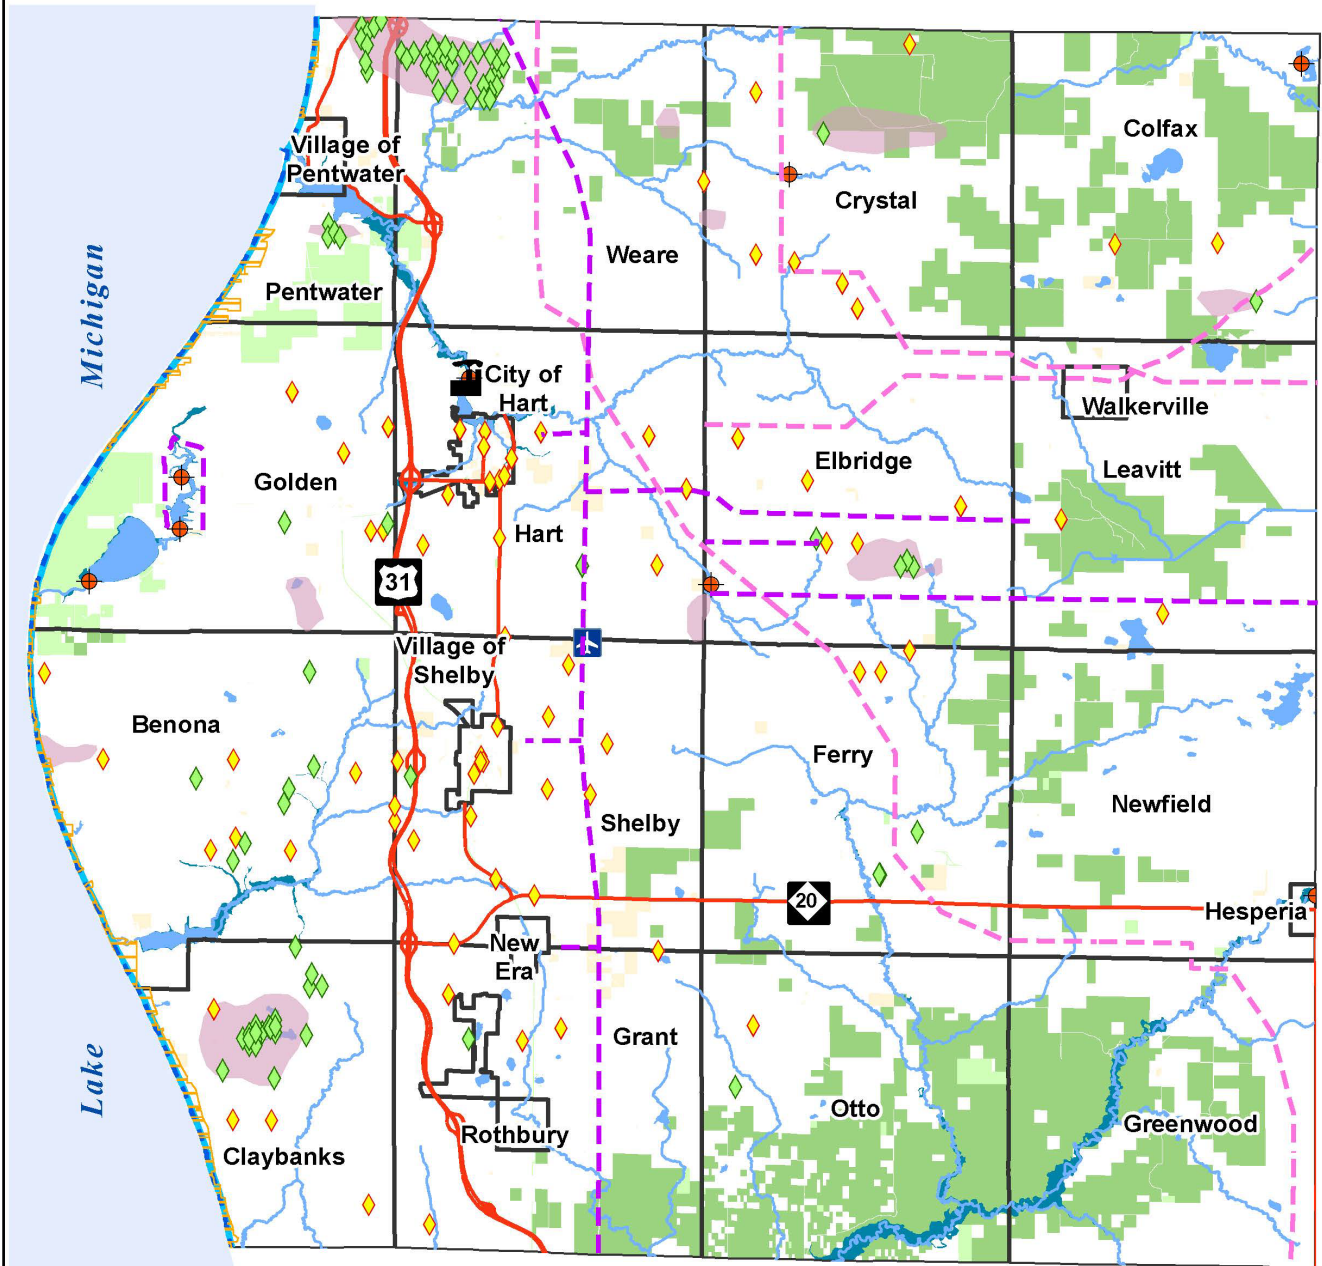 Village of
Pentwater
Colfax
Crystal
Weare
Pentwater
Michigan
City of
Hart
Walkerville
Golden
Elbridge
Leavitt
Hart
31
Village of
Shelby
Benona
Ferry
Newfield
Shelby
20
Hesperia
New
Era
Grant
Lake
Otto
Greenwood
Rothbury
Claybanks